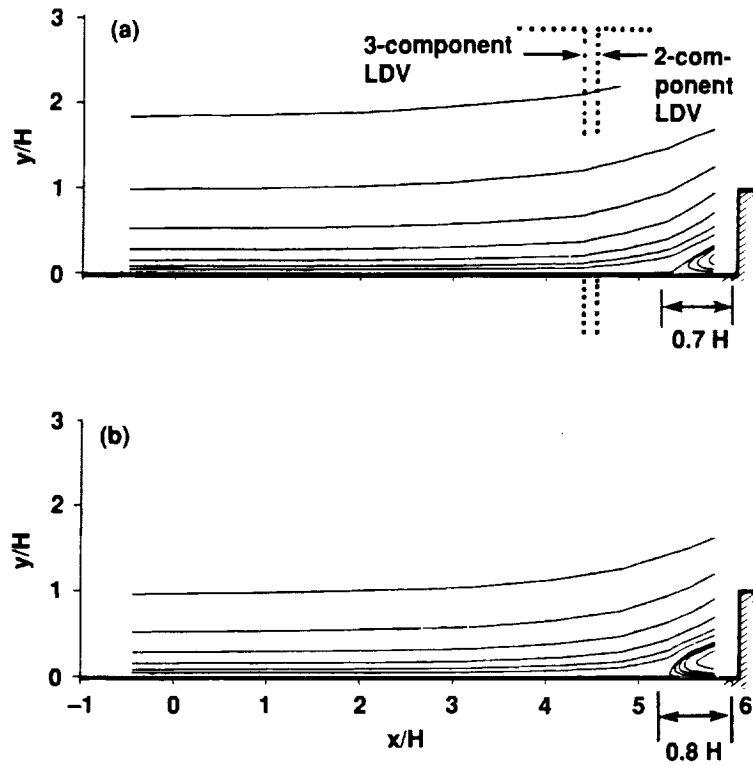 (a)
3-component
LDV
2-com-
ponent
LDV
y/H
3
2
1
0
0.7 H
(b)
y/H
3
2
1
0
−1 0 1 2 3 4 5 6
x/H
0.8 H